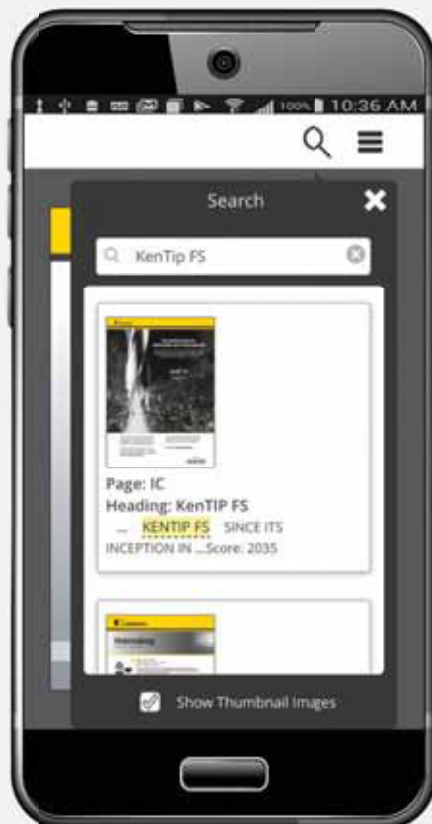 100% 10:36 AM
Search
KenTip FS
Page: IC
Heading: KenTIP FS
... KENTIP FS SINCE ITS
INCEPTION IN ...Score: 2035
Show Thumbnail Images